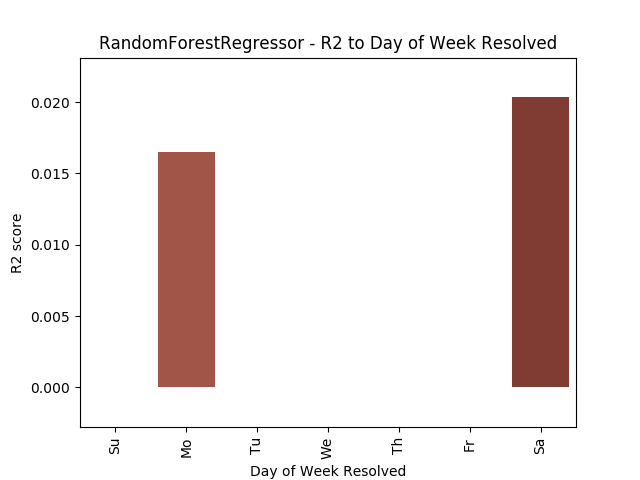 RandomForestRegressor - R2 to Day of Week Resolved
R2 score
0.020
0.015
0.010
0.005
0.000
Su
Mo
Tu
We
Th
Fr
Sa
Day of Week Resolved